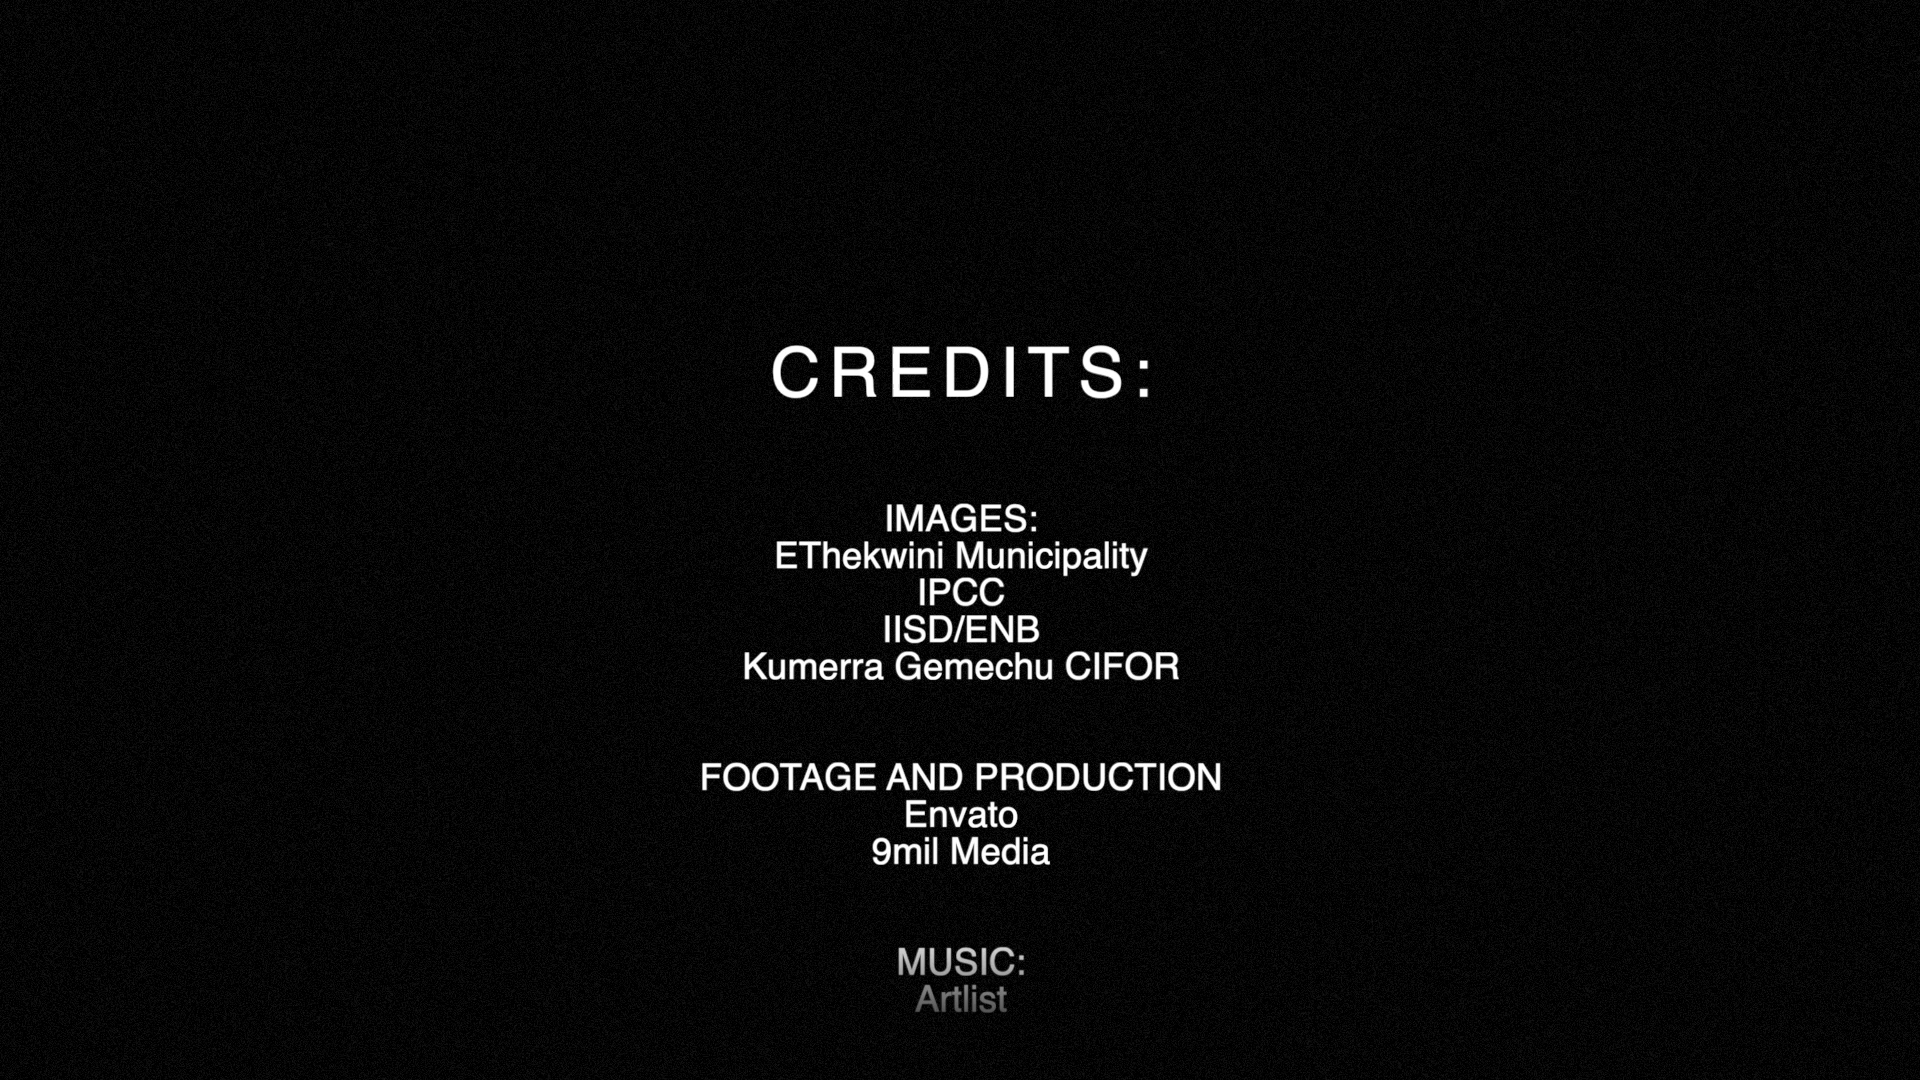 CREDITS:
IMAGES:
EThekwini Municipality
IPCC
IISD/ENB
Kumerra Gemechu CIFOR
FOOTAGE AND PRODUCTION
Envato
9mil Media
MUSIC:
Artlist